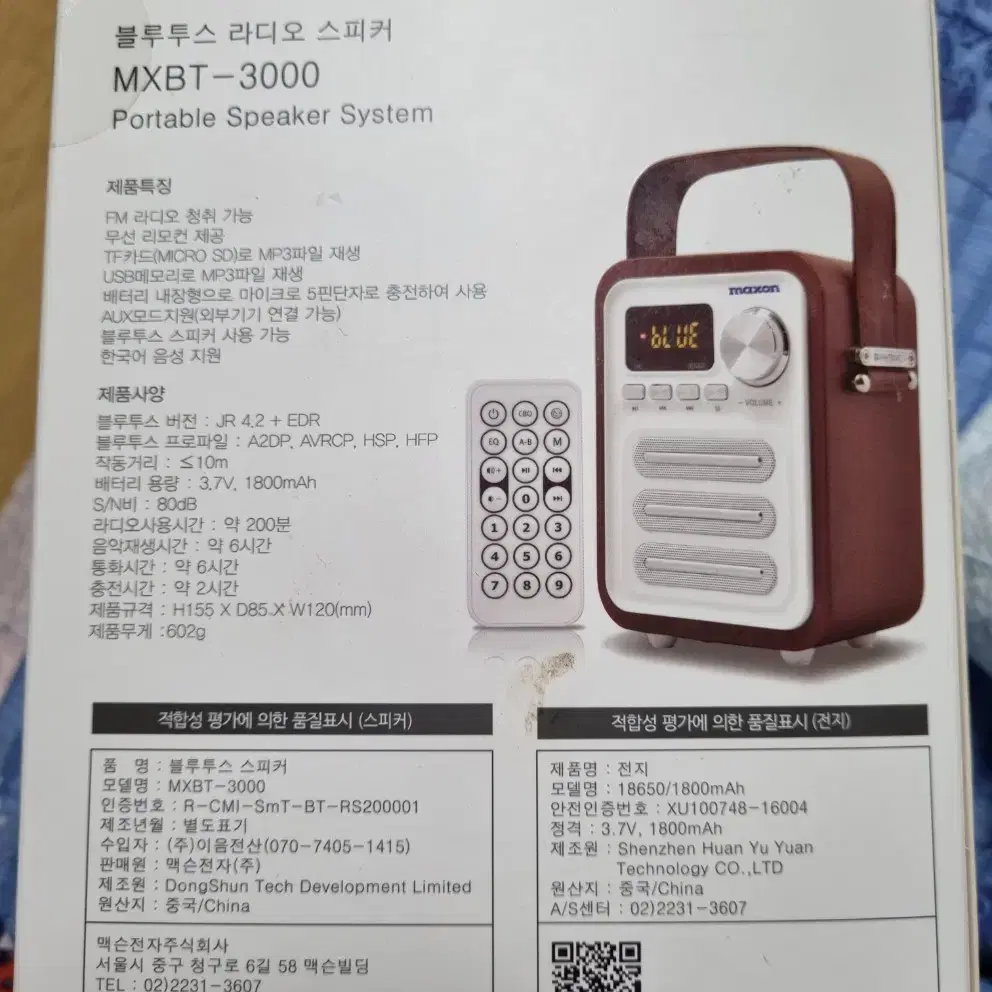 블루투스 라디오 스피커
MXBT-3000
Portable Speaker System
제품특징
FM 라디오 청취 가능
무선 리모컨 제공
TF카드(MICRO SD)로 MP3파일 재생
USB메모리로 MP3파일 재생
배터리 내장형으로 마이크로 5핀단자로 충전하여 사용
AUX모드지원(외부기기 연결 가능)
블루투스 스피커 사용 가능
한국어 음성 지원
제품사양
블루투스 버전 : JR 4.2 + EDR
블루투스 프로파일 : A2DP, AVRCP, HSP, HFP
작동거리 : ≤10m
배터리 용량 : 3.7V, 1800mAh
S/N비 : 80dB
라디오사용시간 : 약 200분
음악재생시간 : 약 6시간
통화시간 : 약 6시간
충전시간 : 약 2시간
제품규격 : H155 X D85 X W120(mm)
제품무게 :602g
maxon
bLUE
- VOLUME +
CBQ
EQ A-B M
0
1 2 3
4 5 6
7 8 9
적합성 평가에 의한 품질표시 (스피커)
품 명 : 블루투스 스피커
모델명 : MXBT-3000
인증번호 : R-CMI-SmT-BT-RS200001
제조년월 : 별도표기
수입자 : (주)이음전산(070-7405-1415)
판매원 : 맥슨전자(주)
제조원 : DongShun Tech Development Limited
원산지 : 중국/China
맥슨전자주식회사
서울시 중구 청구로 6길 58 맥슨빌딩
TEL : 02)2231-3607
적합성 평가에 의한 품질표시 (전지)
제품명 : 전지
모델명 : 18650/1800mAh
안전인증번호 : XU100748-16004
정격 : 3.7V, 1800mAh
제조원 : Shenzhen Huan Yu Yuan
Technology CO.,LTD
원산지 : 중국/China
A/S센터 : 02)2231-3607